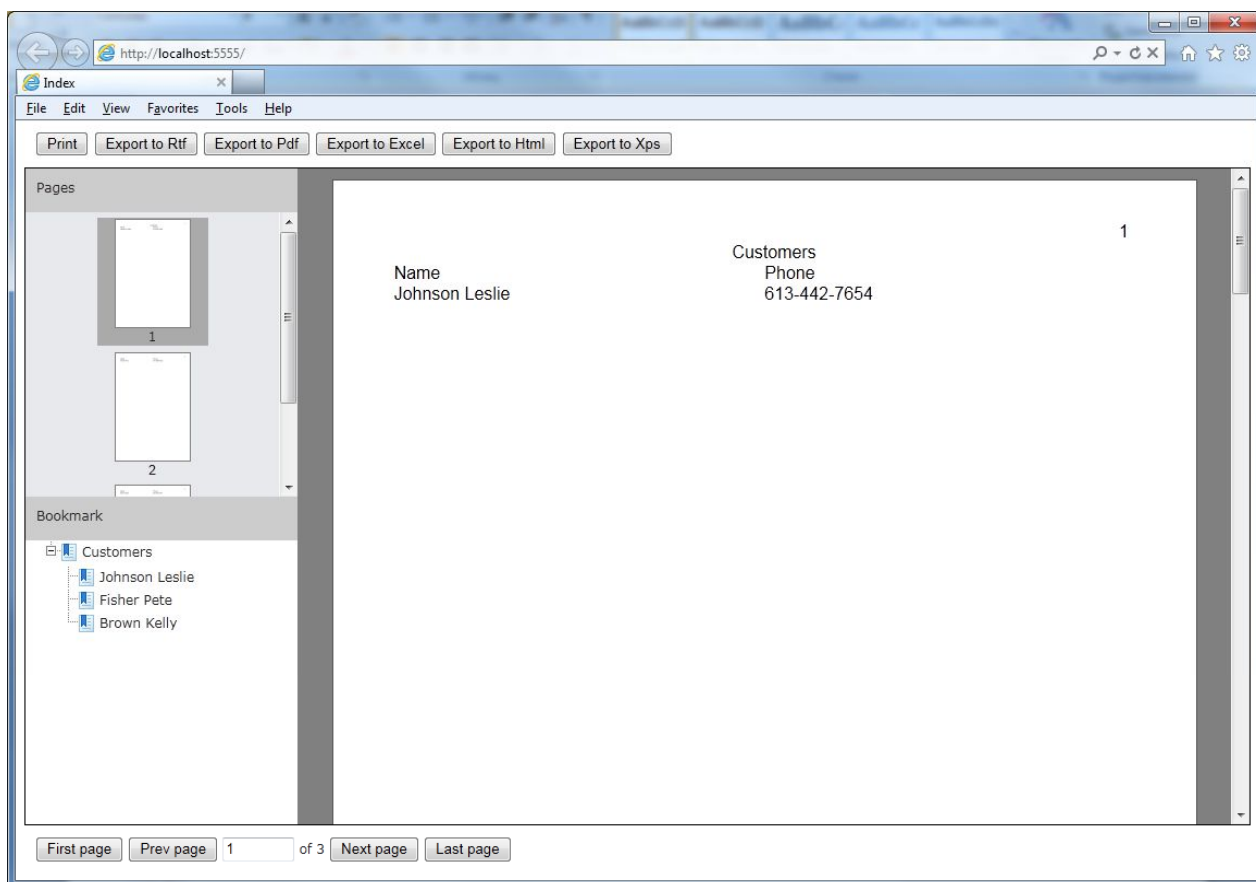 http://localhost:5555/
Index
File Edit View Favorites Tools Help
Print Export to Rtf Export to Pdf Export to Excel Export to Html Export to Xps
Pages
1
2
Bookmark
Customers
Johnson Leslie
Fisher Pete
Brown Kelly
1
Customers
Name Phone
Johnson Leslie 613-442-7654
First page Prev page 1 of 3 Next page Last page